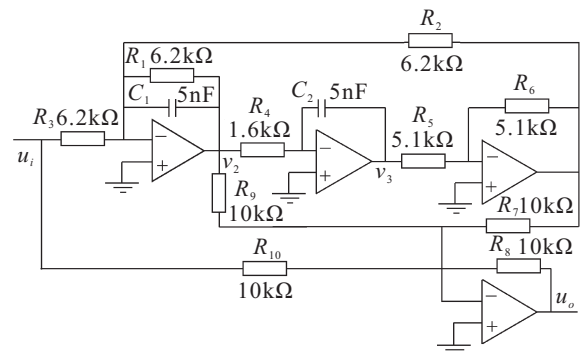 R₂
6.2kΩ
R₁ 6.2kΩ
C₁ 5nF
R₃ 6.2kΩ
uᵢ
−
+
v₂
R₄
1.6kΩ
C₂ 5nF
−
+
v₃
R₅
5.1kΩ
R₆
5.1kΩ
−
+
R₉
10kΩ
R₇ 10kΩ
R₈ 10kΩ
R₁₀
10kΩ
−
+
uₒ